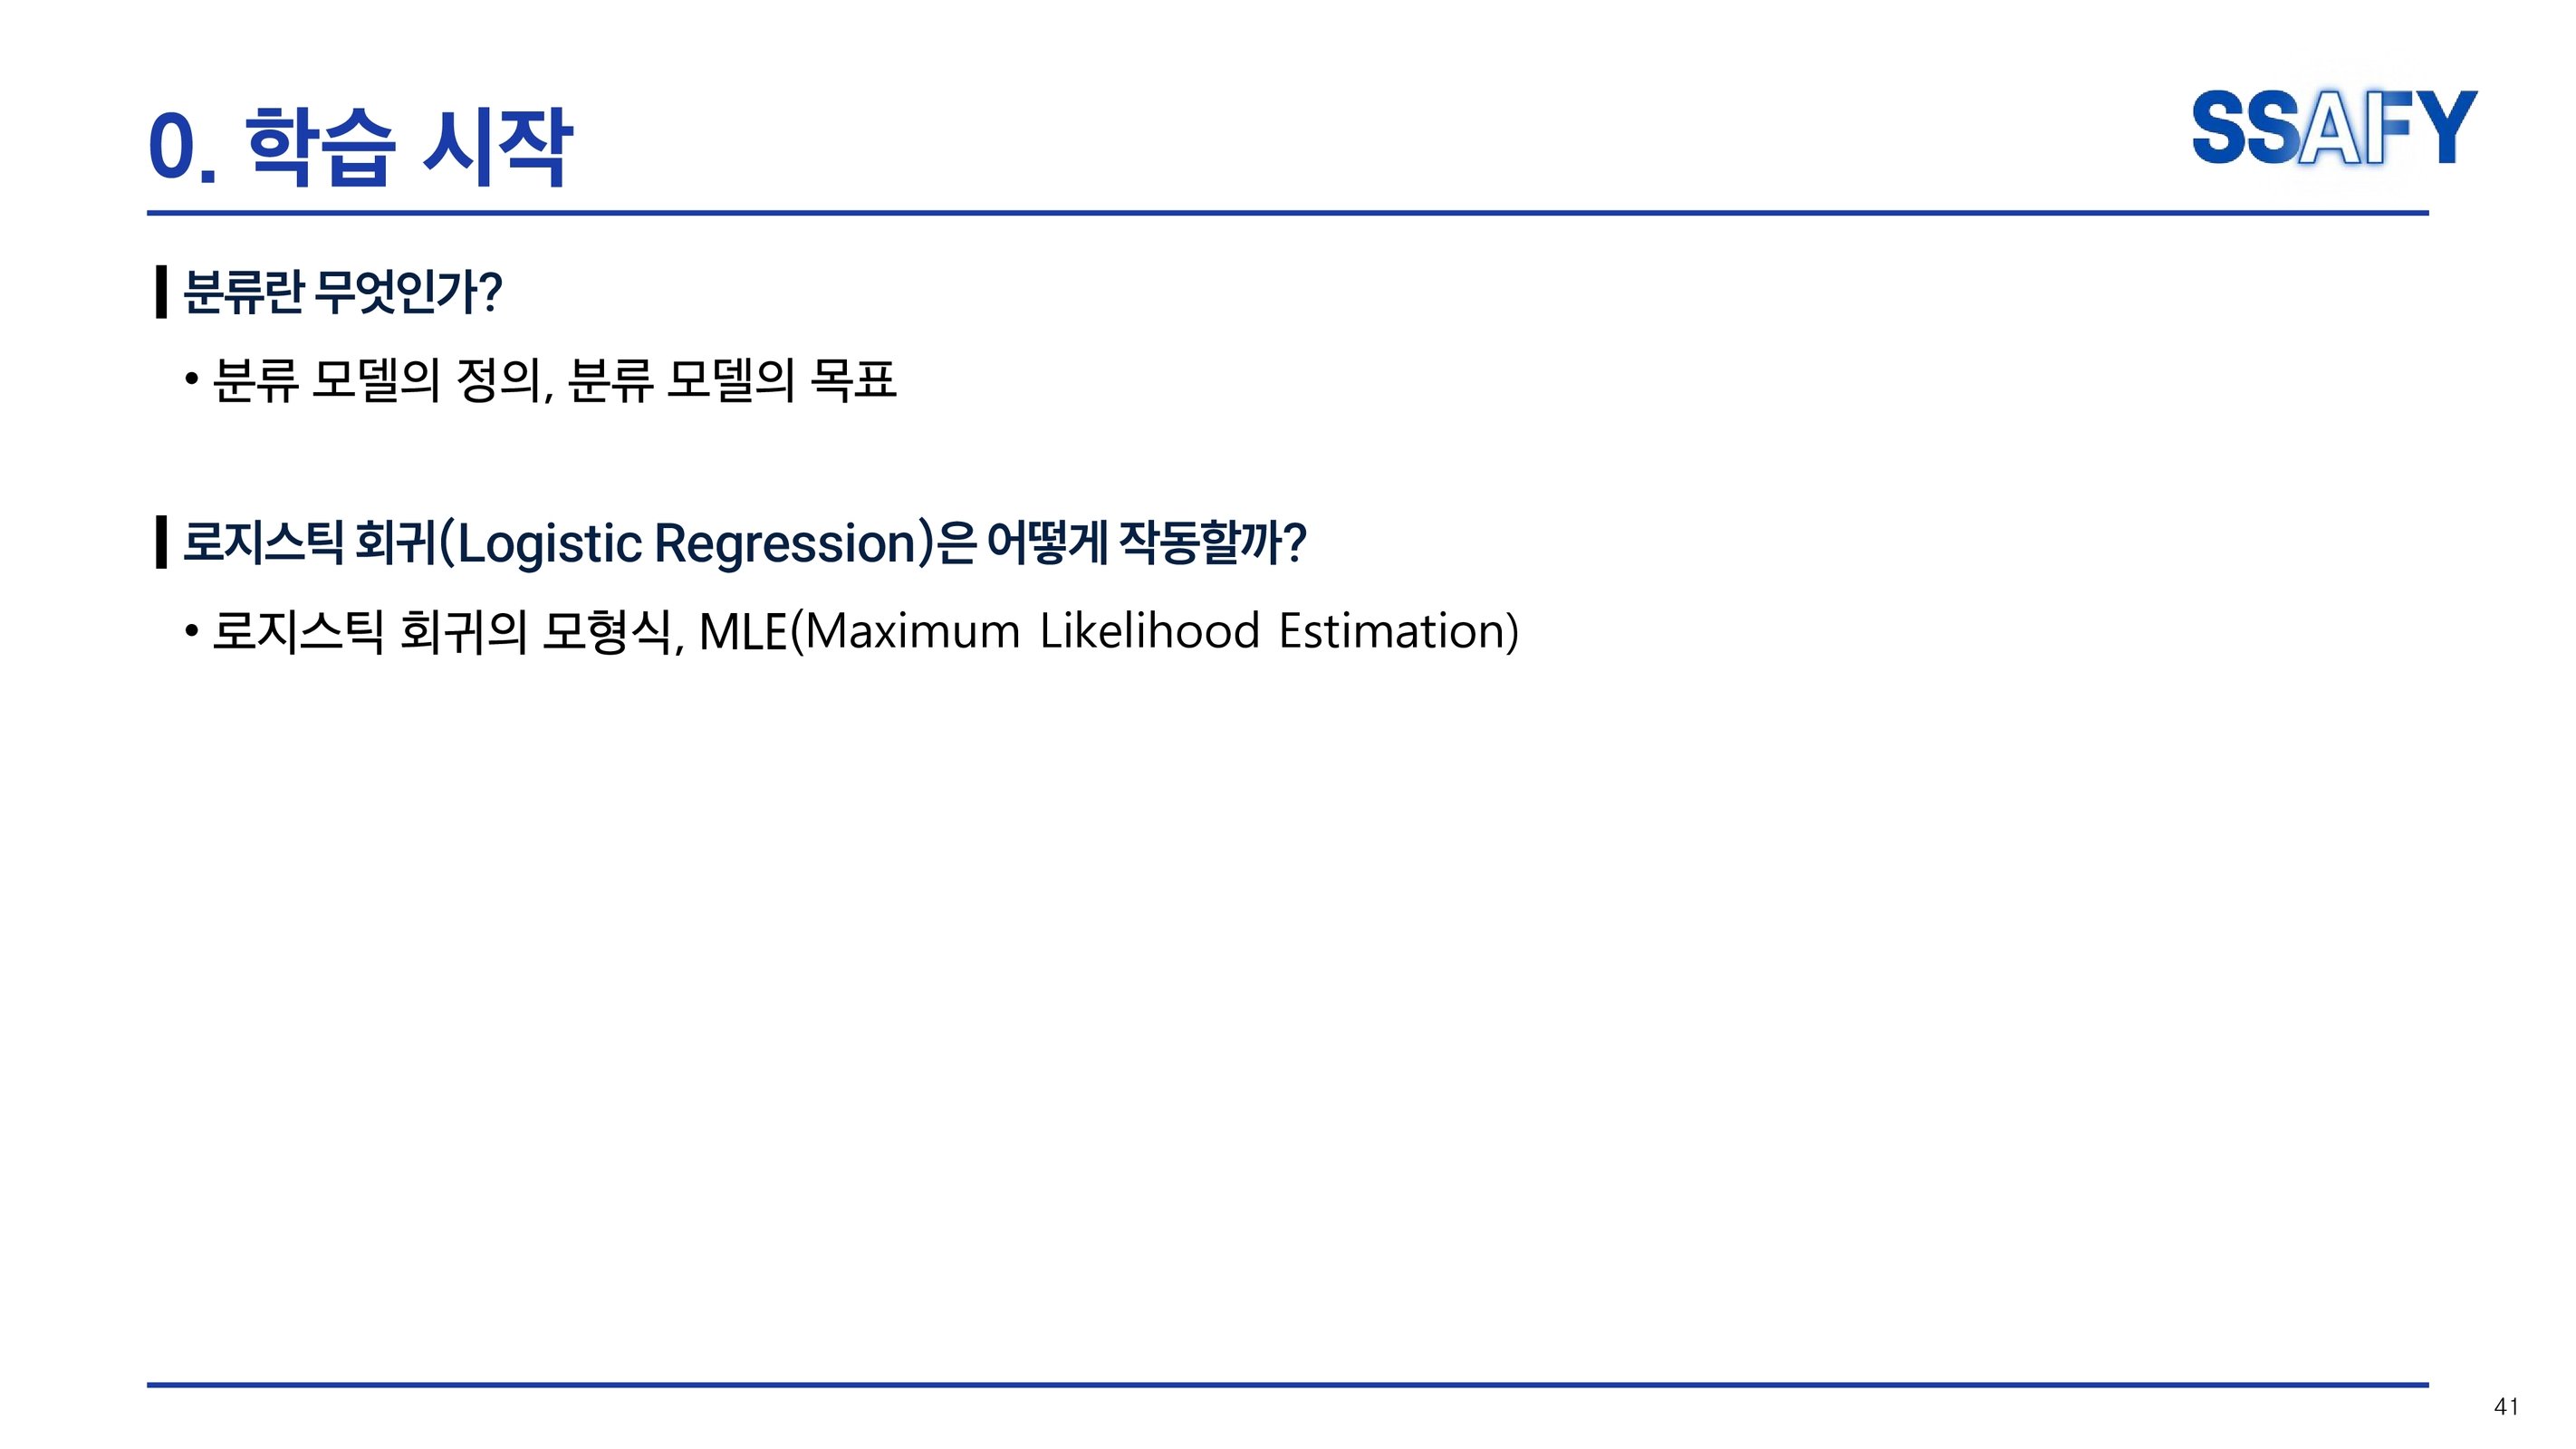 0. 학습 시작
SSAFY
분류란 무엇인가?
• 분류 모델의 정의, 분류 모델의 목표
로지스틱 회귀(Logistic Regression)은 어떻게 작동할까?
• 로지스틱 회귀의 모형식, MLE(Maximum Likelihood Estimation)
41